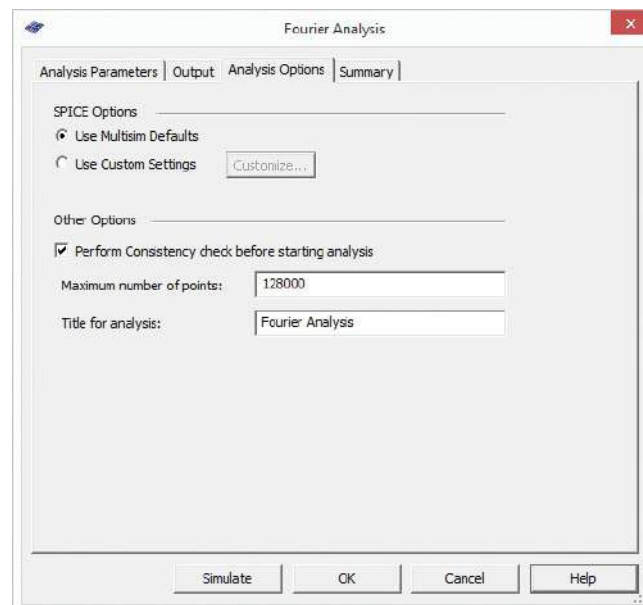 Fourier Analysis
Analysis Parameters Output Analysis Options Summary
SPICE Options
Use Multisim Defaults
Use Custom Settings Customize...
Other Options
Perform Consistency check before starting analysis
Maximum number of points: 128000
Title for analysis: Fourier Analysis
Simulate OK Cancel Help